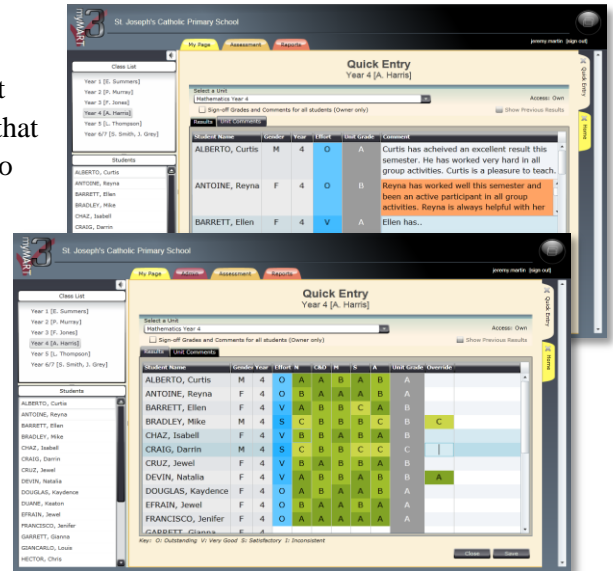 t
that
o
myMART 3
St. Joseph's Catholic Primary School
My Page Assessment Reports
jeremy martin [sign out]
Class List
Year 1 [E. Summers]
Year 2 [P. Murray]
Year 3 [F. Jones]
Year 4 [A. Harris]
Year 5 [L. Thompson]
Year 6/7 [S. Smith, J. Grey]
Students
ALBERTO, Curtis
ANTOINE, Reyna
BARRETT, Ellen
BRADLEY, Mike
CHAZ, Isabell
CRAIG, Darrin
Quick Entry
Year 4 [A. Harris]
Select a Unit
Mathematics Year 4
Access: Own
Sign-off Grades and Comments for all students (Owner only)
Show Previous Results
Results Unit Comments
Student Name Gender Year Effort Unit Grade Comment
ALBERTO, Curtis M 4 O A Curtis has acheived an excellent result this
semester. He has worked very hard in all
group activities. Curtis is a pleasure to teach.
ANTOINE, Reyna F 4 O B Reyna has worked well this semester and
been an active participant in all group
activities. Reyna is always helpful with her
BARRETT, Ellen F 4 V A Ellen has..
Quick Entry
Home
myMART 3
St. Joseph's Catholic Primary School
My Page Admin Assessment Reports
jeremy martin [sign out]
Class List
Year 1 [E. Summers]
Year 2 [P. Murray]
Year 3 [F. Jones]
Year 4 [A. Harris]
Year 5 [L. Thompson]
Year 6/7 [S. Smith, J. Grey]
Students
ALBERTO, Curtis
ANTOINE, Reyna
BARRETT, Ellen
BRADLEY, Mike
CHAZ, Isabell
CRAIG, Darrin
CRUZ, Jewel
DEVIN, Natalia
DOUGLAS, Kaydence
DUANE, Keaton
EFRAIN, Jewel
FRANCISCO, Jenifer
GARRETT, Gianna
GIANCARLO, Louie
HECTOR, Chris
Quick Entry
Year 4 [A. Harris]
Select a Unit
Mathematics Year 4
Access: Own
Sign-off Grades and Comments for all students (Owner only)
Show Previous Results
Results Unit Comments
Student Name Gender Year Effort N C&D M S A Unit Grade Override
ALBERTO, Curtis M 4 O A A B A B A
ANTOINE, Reyna F 4 O B A A A B B
BARRETT, Ellen F 4 V A B B C A B
BRADLEY, Mike M 4 S C B B B C B C
CHAZ, Isabell F 4 V B B A B A B
CRAIG, Darrin M 4 S C B B C C C
CRUZ, Jewel F 4 V B A B B A B
DEVIN, Natalia F 4 V B A A B B B A
DOUGLAS, Kaydence F 4 O A B A A B A
EFRAIN, Jewel F 4 O B A B A A A
FRANCISCO, Jenifer F 4 O A A A A A A
GARRETT, Gianna F 4
Key: O: Outstanding V: Very Good S: Satisfactory I: Inconsistent
Close Save
Quick Entry
Home